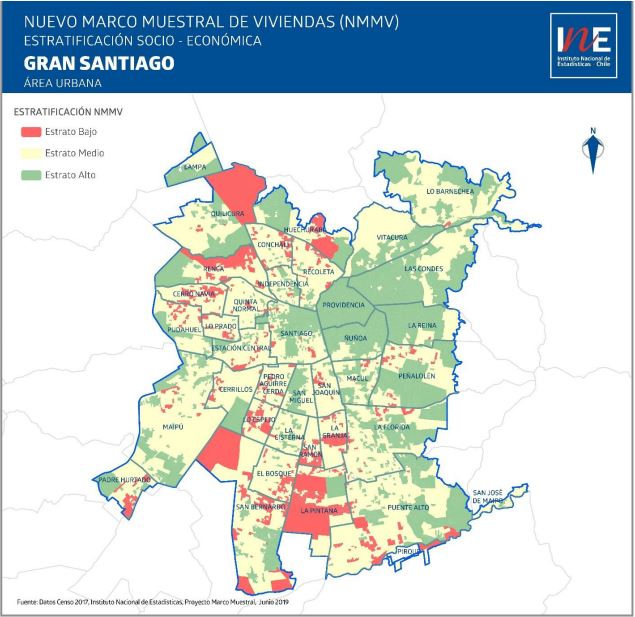 NUEVO MARCO MUESTRAL DE VIVIENDAS (NMMV)
ESTRATIFICACIÓN SOCIO - ECONÓMICA
GRAN SANTIAGO
ÁREA URBANA
INE
Instituto Nacional de
Estadísticas Chile
ESTRATIFICACIÓN NMMV
Estrato Bajo
Estrato Medio
Estrato Alto
N
LAMPA
LO BARNECHEA
QUILICURA
HUECHURABA
VITACURA
CONCHALÍ
RENCA
RECOLETA
LAS CONDES
INDEPENDENCIA
CERRO NAVIA
QUINTA
NORMAL
PROVIDENCIA
PUDAHUEL
LO PRADO
SANTIAGO
LA REINA
ÑUÑOA
ESTACIÓN CENTRAL
PEDRO
AGUIRRE
CERDA
SAN
JOAQUÍN
MACUL
PEÑALOLÉN
CERRILLOS
SAN
MIGUEL
MAIPÚ
LO ESPEJO
LA
CISTERNA
LA
GRANJA
LA FLORIDA
SAN
RAMÓN
PADRE HURTADO
EL BOSQUE
SAN JOSÉ
DE MAIPO
SAN BERNARDO
LA PINTANA
PUENTE ALTO
PIRQUE
Fuente: Datos Censo 2017, Instituto Nacional de Estadísticas, Proyecto Marco Muestral, Junio 2019